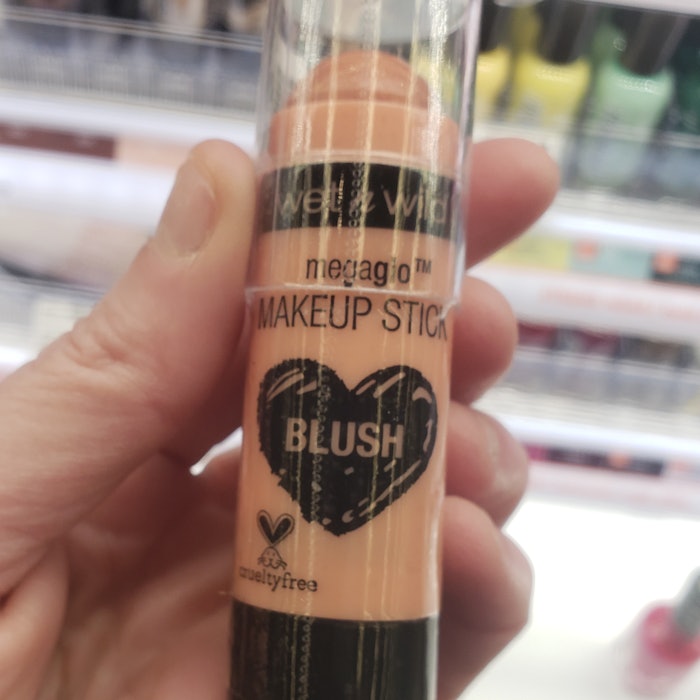 wet n wild
megaglo™
MAKEUP STICK
BLUSH
crueltyfree